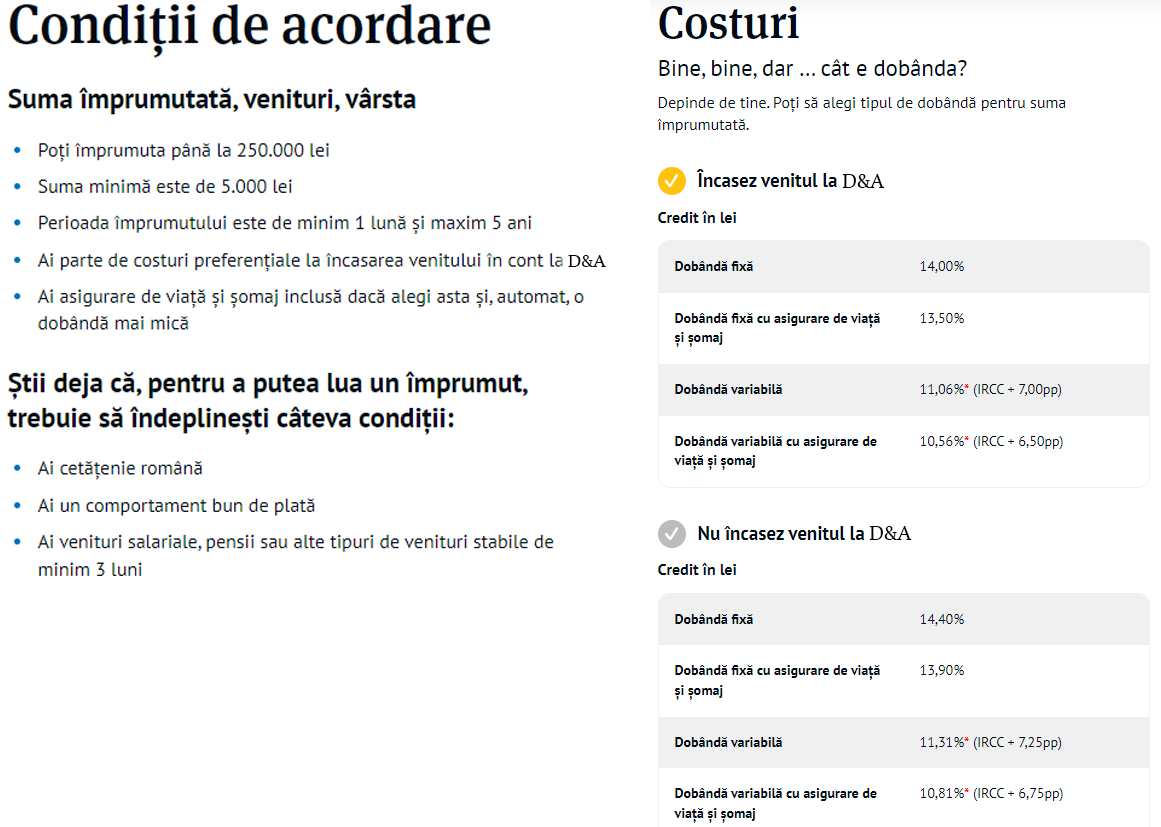 Condiții de acordare
Suma împrumutată, venituri, vârsta
Poți împrumuta până la 250.000 lei
Suma minimă este de 5.000 lei
Perioada împrumutului este de minim 1 lună și maxim 5 ani
Ai parte de costuri preferențiale la încasarea venitului în cont la D&A
Ai asigurare de viață și șomaj inclusă dacă alegi asta și, automat, o
dobândă mai mică
Știi deja că, pentru a putea lua un împrumut,
trebuie să îndeplinești câteva condiții:
Ai cetățenie română
Ai un comportament bun de plată
Ai venituri salariale, pensii sau alte tipuri de venituri stabile de
minim 3 luni
Costuri
Bine, bine, dar ... cât e dobânda?
Depinde de tine. Poți să alegi tipul de dobândă pentru suma
împrumutată.
Încasez venitul la D&A
Credit în lei
Dobândă fixă 14,00%
Dobândă fixă cu asigurare de viață 13,50%
și șomaj
Dobândă variabilă 11,06%* (IRCC + 7,00pp)
Dobândă variabilă cu asigurare de 10,56%* (IRCC + 6,50pp)
viață și șomaj
Nu încasez venitul la D&A
Credit în lei
Dobândă fixă 14,40%
Dobândă fixă cu asigurare de viață 13,90%
și șomaj
Dobândă variabilă 11,31%* (IRCC + 7,25pp)
Dobândă variabilă cu asigurare de 10,81%* (IRCC + 6,75pp)
viață și șomaj